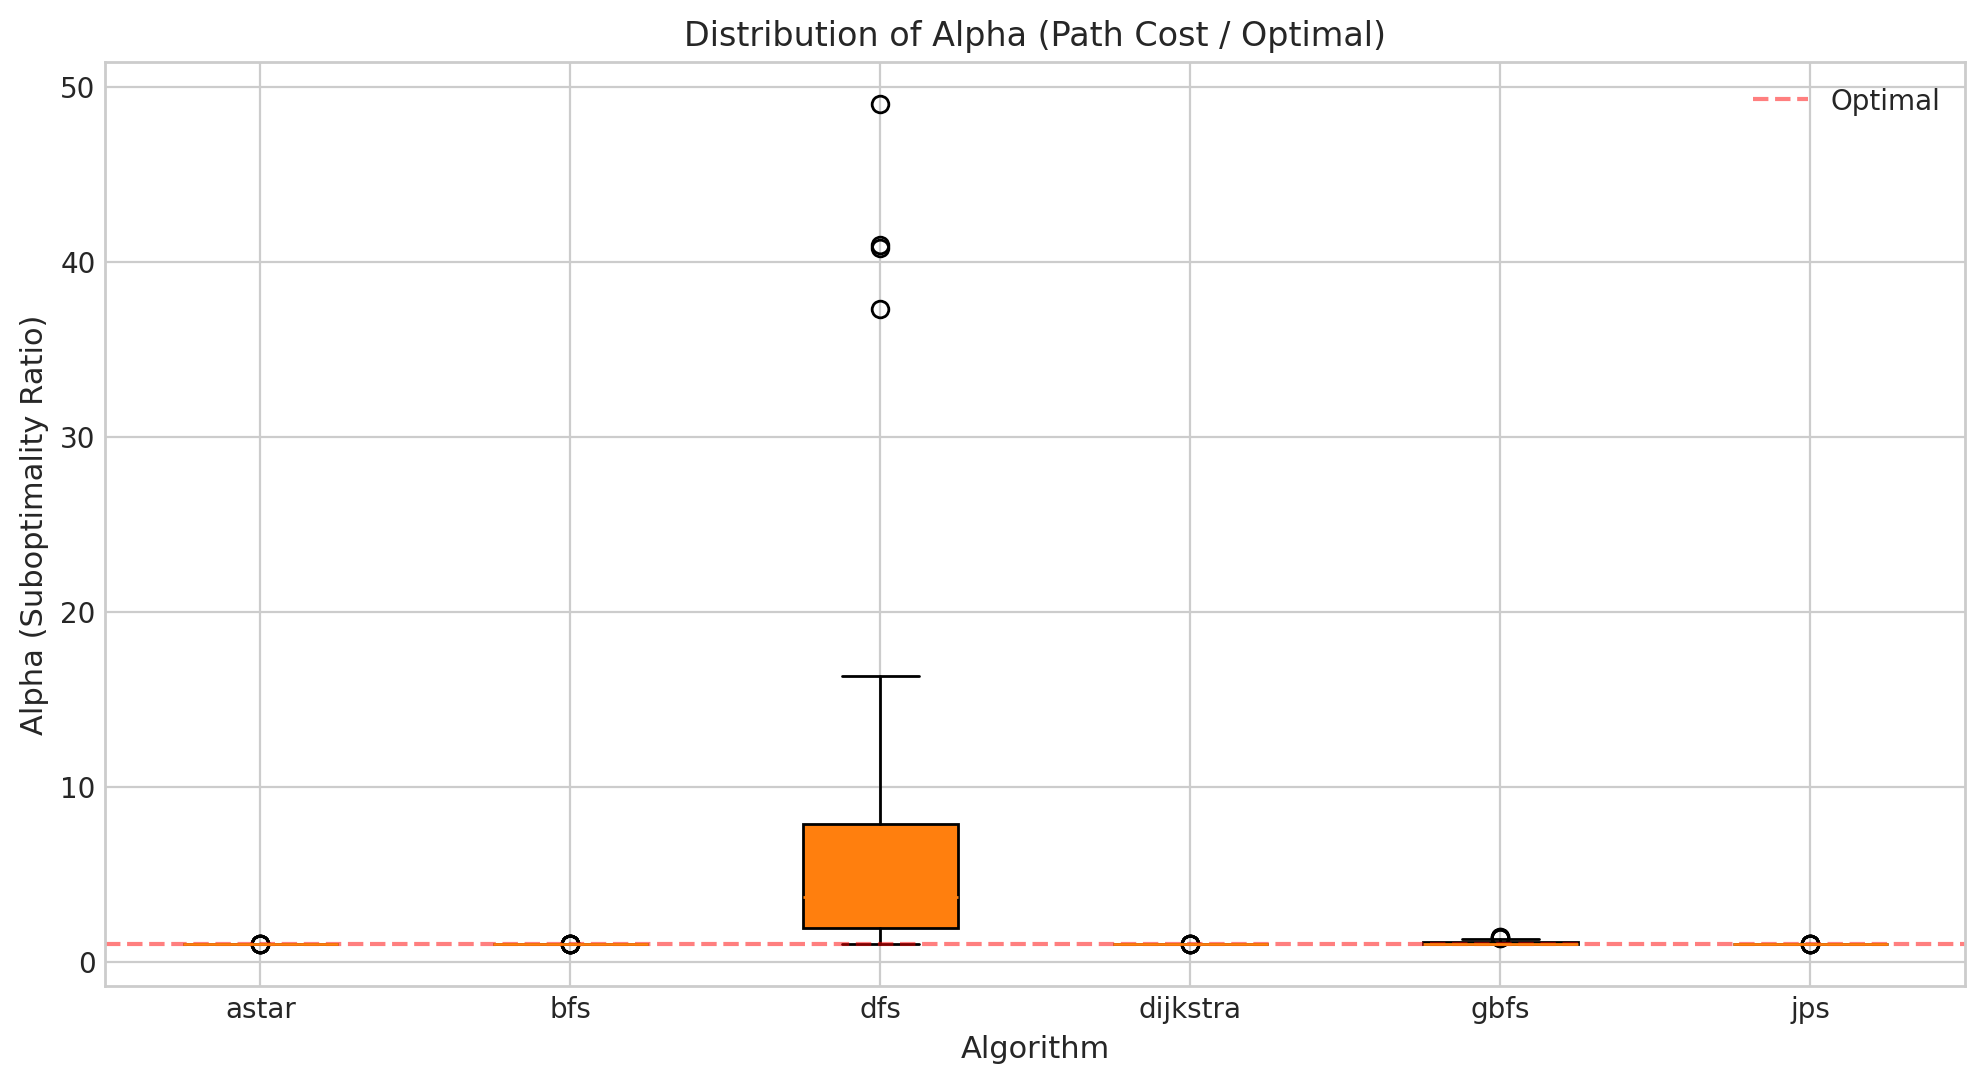 Distribution of Alpha (Path Cost / Optimal)
Optimal
Alpha (Suboptimality Ratio)
50
40
30
20
10
0
astar bfs dfs dijkstra gbfs jps
Algorithm